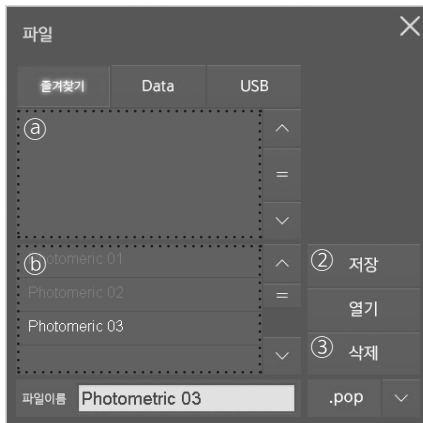 파일
즐겨찾기 Data USB
ⓐ
ⓑ Photomeric 01
Photomeric 02
Photomeric 03
② 저장
열기
③ 삭제
파일이름 Photometric 03 .pop